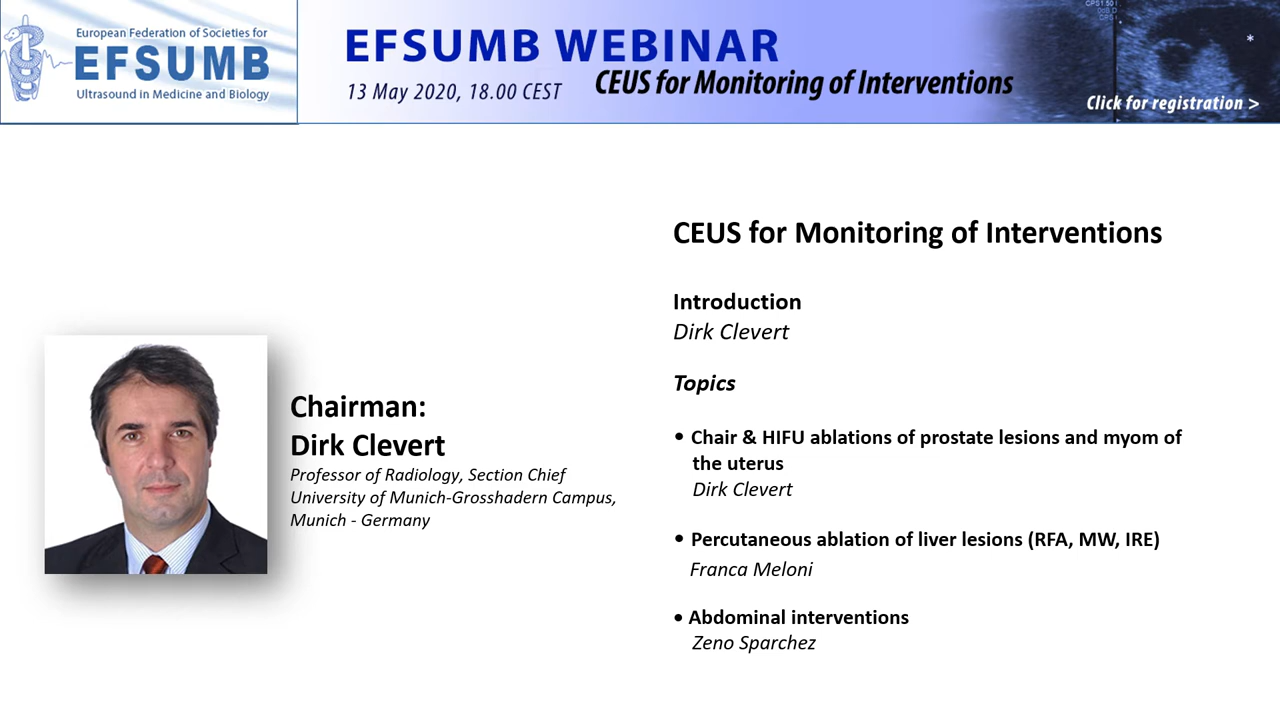 European Federation of Societies for
EFSUMB
Ultrasound in Medicine and Biology
EFSUMB WEBINAR
13 May 2020, 18.00 CEST
CEUS for Monitoring of Interventions
*
Click for registration >
CEUS for Monitoring of Interventions
Introduction
Dirk Clevert
Topics
• Chair & HIFU ablations of prostate lesions and myom of
the uterus
Dirk Clevert
• Percutaneous ablation of liver lesions (RFA, MW, IRE)
Franca Meloni
• Abdominal interventions
Zeno Sparchez
Chairman:
Dirk Clevert
Professor of Radiology, Section Chief
University of Munich-Grosshadern Campus,
Munich - Germany